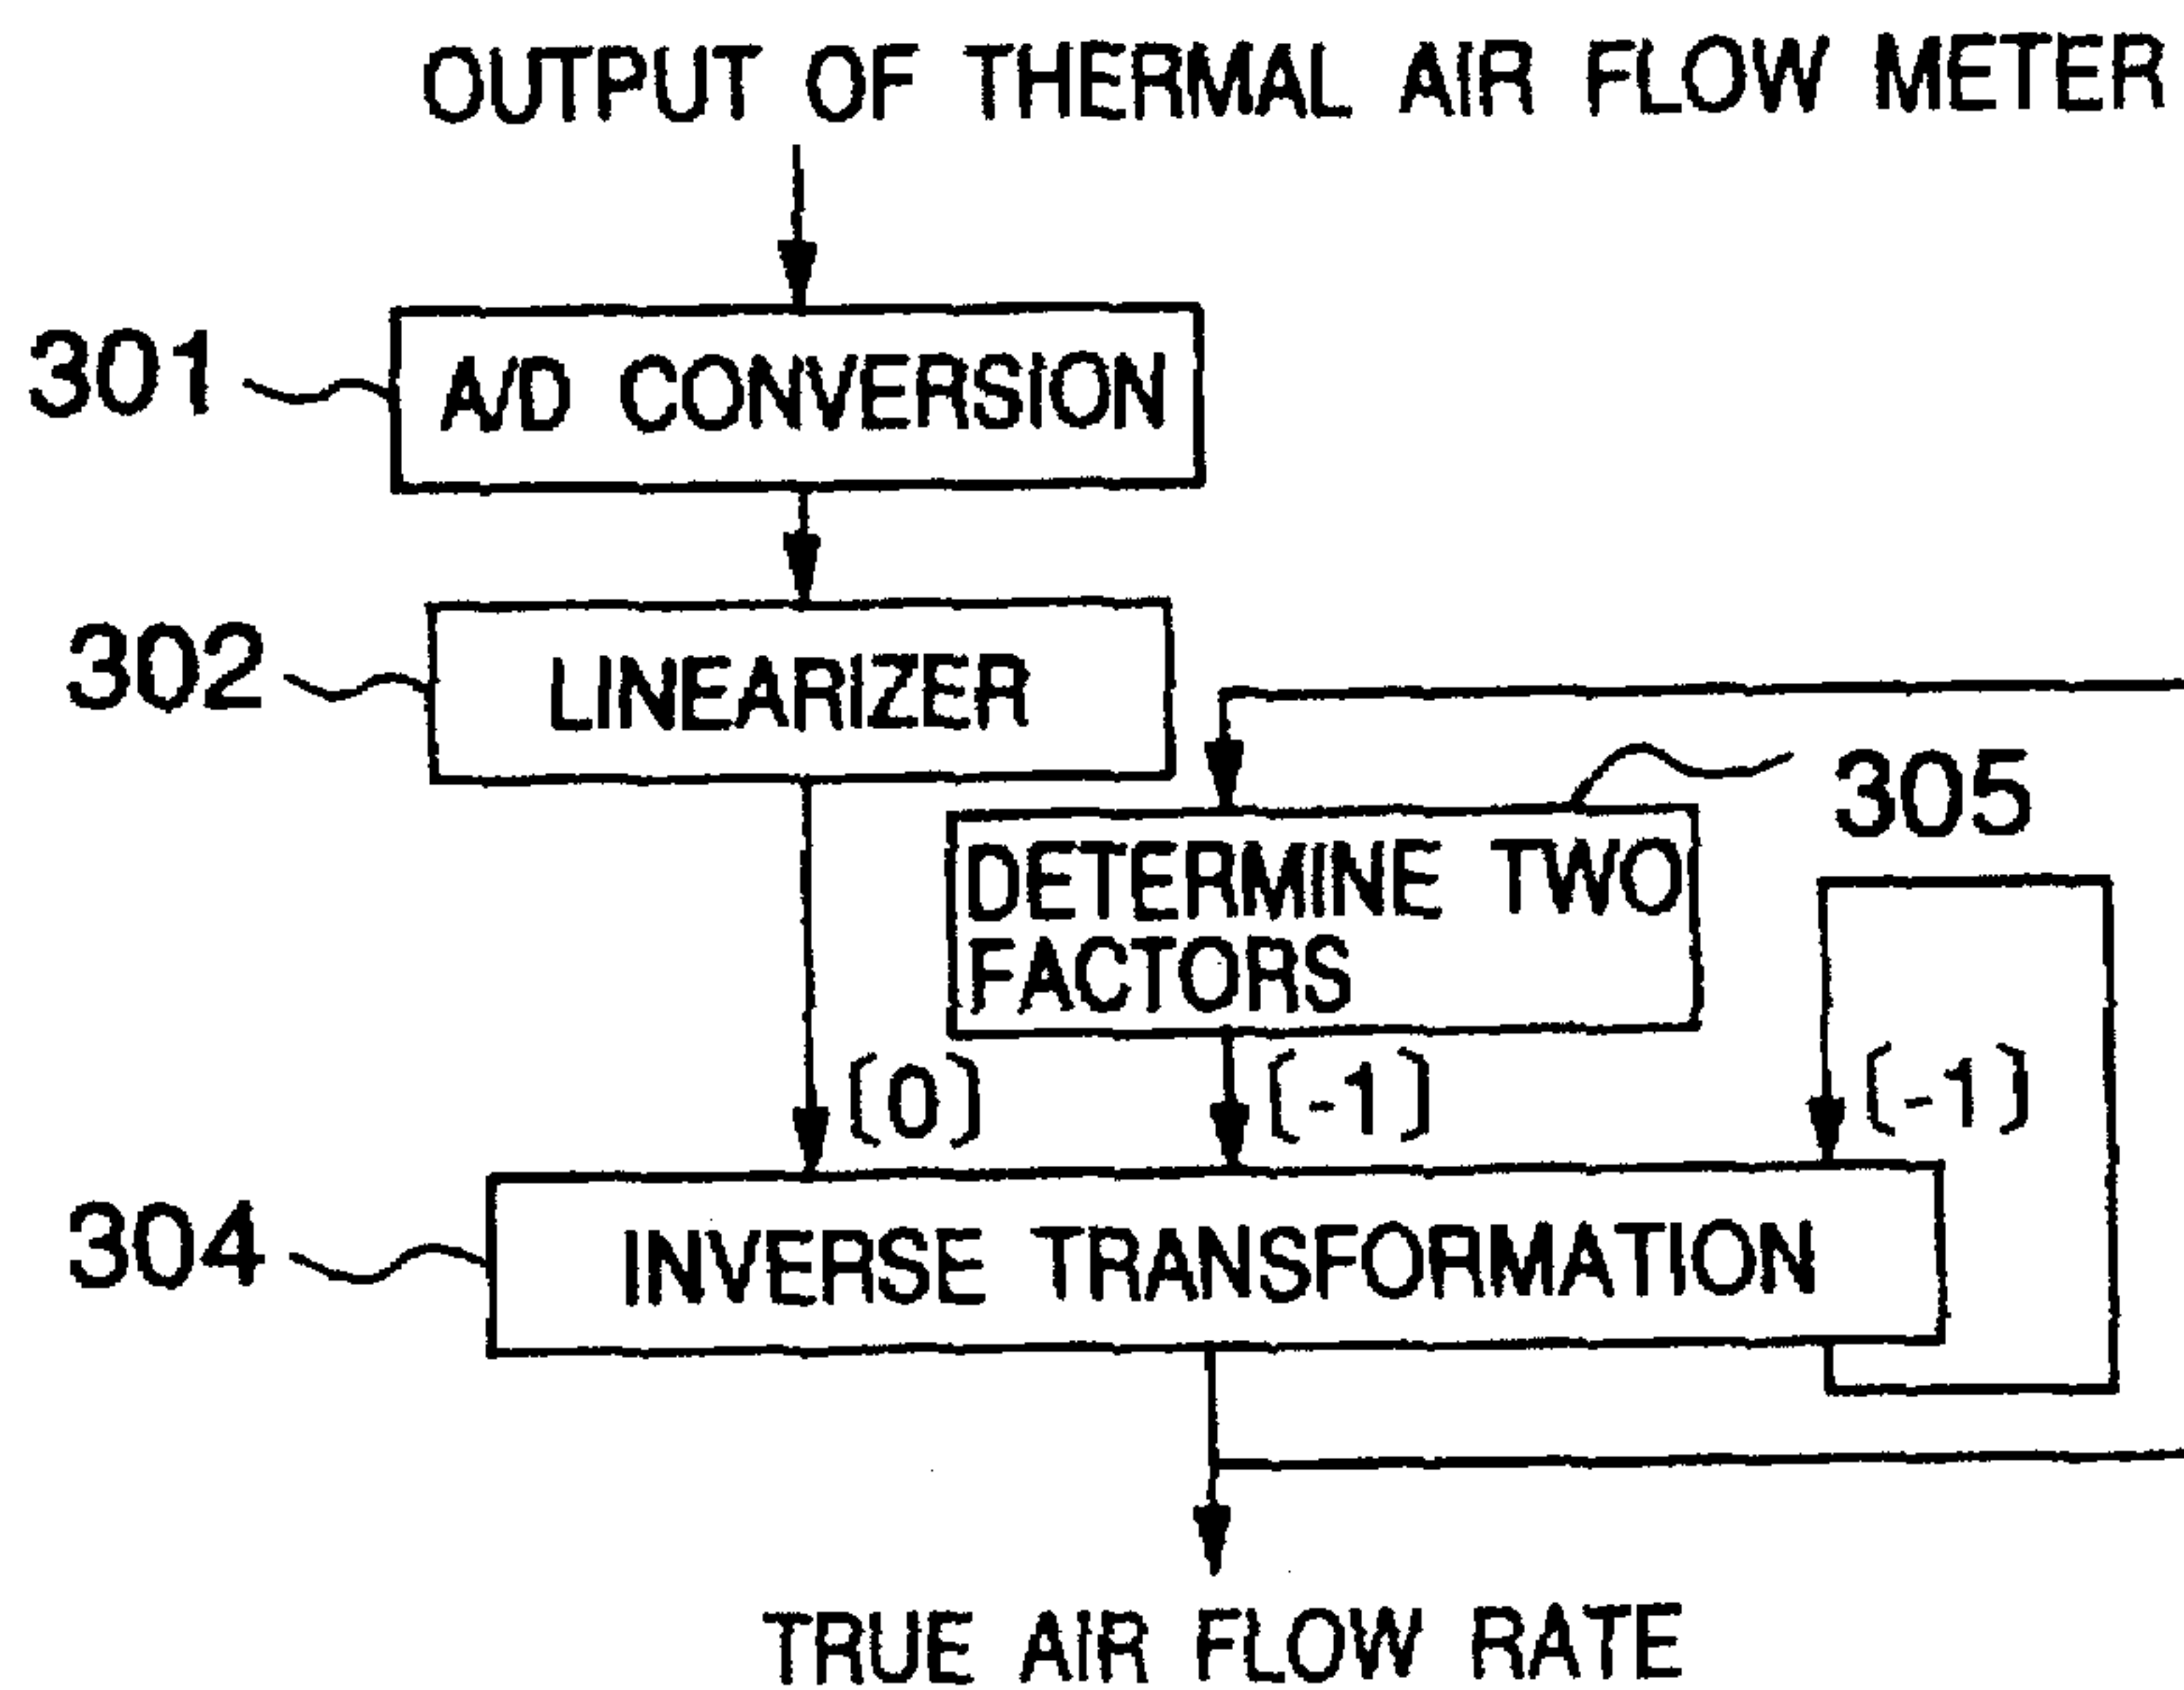 OUTPUT OF THERMAL AIR FLOW METER
301
A/D CONVERSION
302
LINEARIZER
305
DETERMINE TWO
FACTORS
(0)
(-1)
(-1)
304
INVERSE TRANSFORMATION
TRUE AIR FLOW RATE